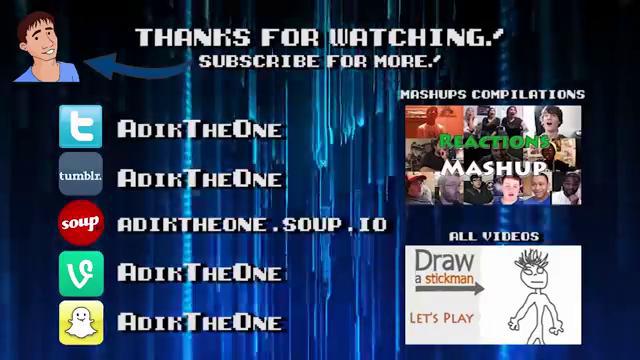 THANKS FOR WATCHING!
SUBSCRIBE FOR MORE!
MASHUPS COMPILATIONS
REACTIONS
MASHUP
t ADIKTHEONE
tumblr. ADIKTHEONE
soup ADIKTHEONE.SOUP.IO
ADIKTHEONE
ADIKTHEONE
ALL VIDEOS
Draw
a stickman
LET'S PLAY